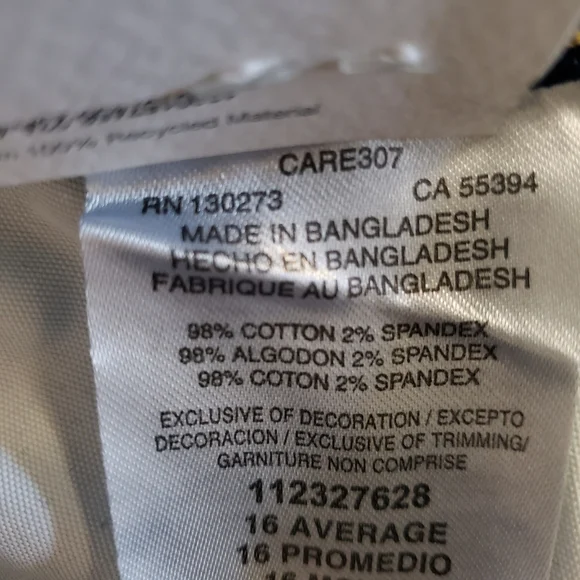 100% Recycled Material
CARE307
RN 130273 CA 55394
MADE IN BANGLADESH
HECHO EN BANGLADESH
FABRIQUE AU BANGLADESH
98% COTTON 2% SPANDEX
98% ALGODON 2% SPANDEX
98% COTON 2% SPANDEX
EXCLUSIVE OF DECORATION / EXCEPTO
DECORACION / EXCLUSIVE OF TRIMMING/
GARNITURE NON COMPRISE
112327628
16 AVERAGE
16 PROMEDIO
16